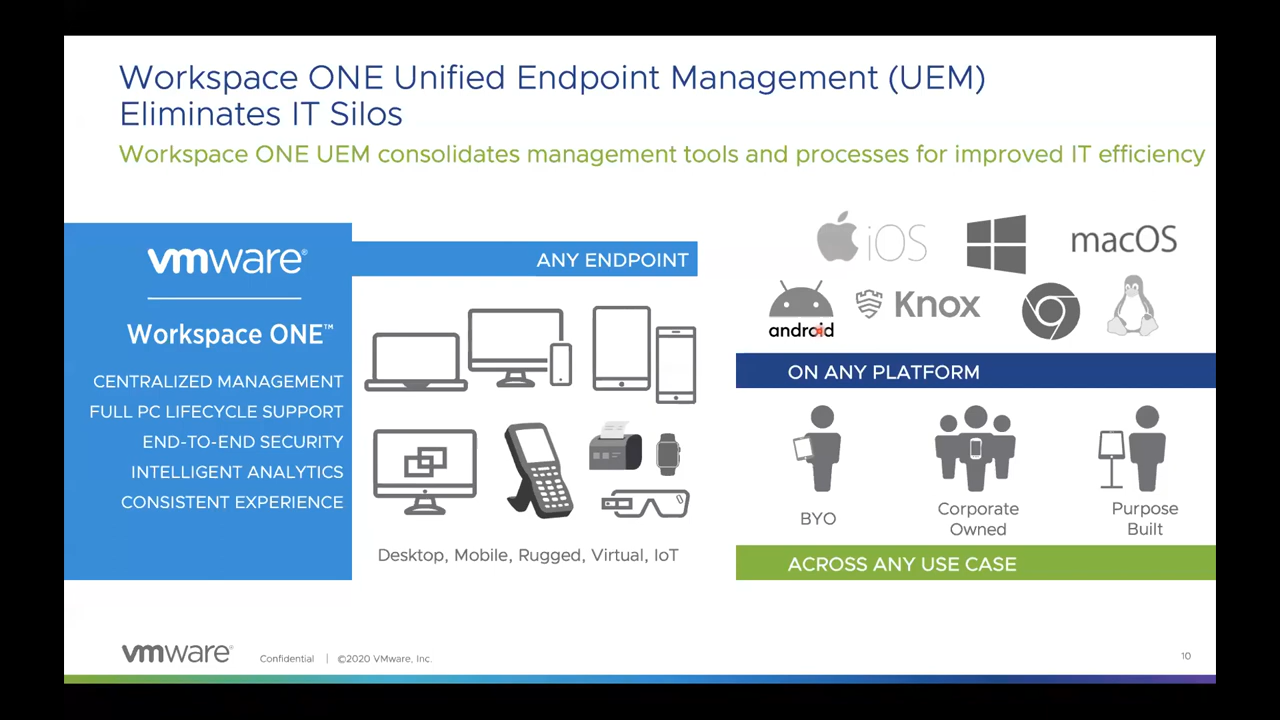 Workspace ONE Unified Endpoint Management (UEM)
Eliminates IT Silos
Workspace ONE UEM consolidates management tools and processes for improved IT efficiency
vmware®
Workspace ONE™
CENTRALIZED MANAGEMENT
FULL PC LIFECYCLE SUPPORT
END-TO-END SECURITY
INTELLIGENT ANALYTICS
CONSISTENT EXPERIENCE
ANY ENDPOINT
Desktop, Mobile, Rugged, Virtual, IoT
iOS
macOS
android
Knox
ON ANY PLATFORM
BYO
Corporate
Owned
Purpose
Built
ACROSS ANY USE CASE
vmware®
Confidential | ©2020 VMware, Inc.
10